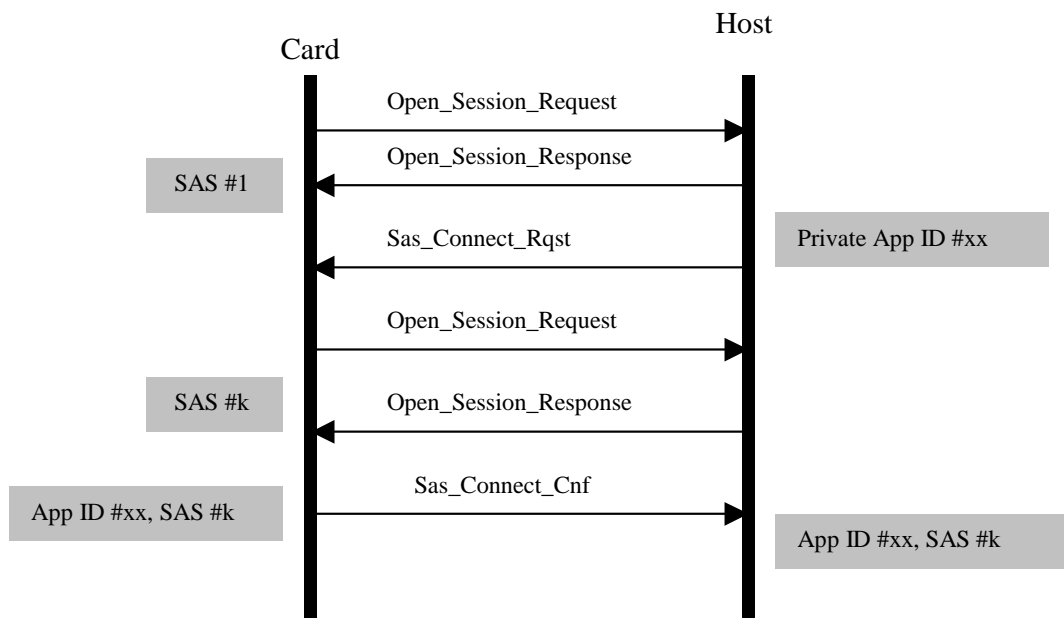 Host
Card
Open_Session_Request
Open_Session_Response
SAS #1
Sas_Connect_Rqst
Private App ID #xx
Open_Session_Request
SAS #k
Open_Session_Response
Sas_Connect_Cnf
App ID #xx, SAS #k
App ID #xx, SAS #k